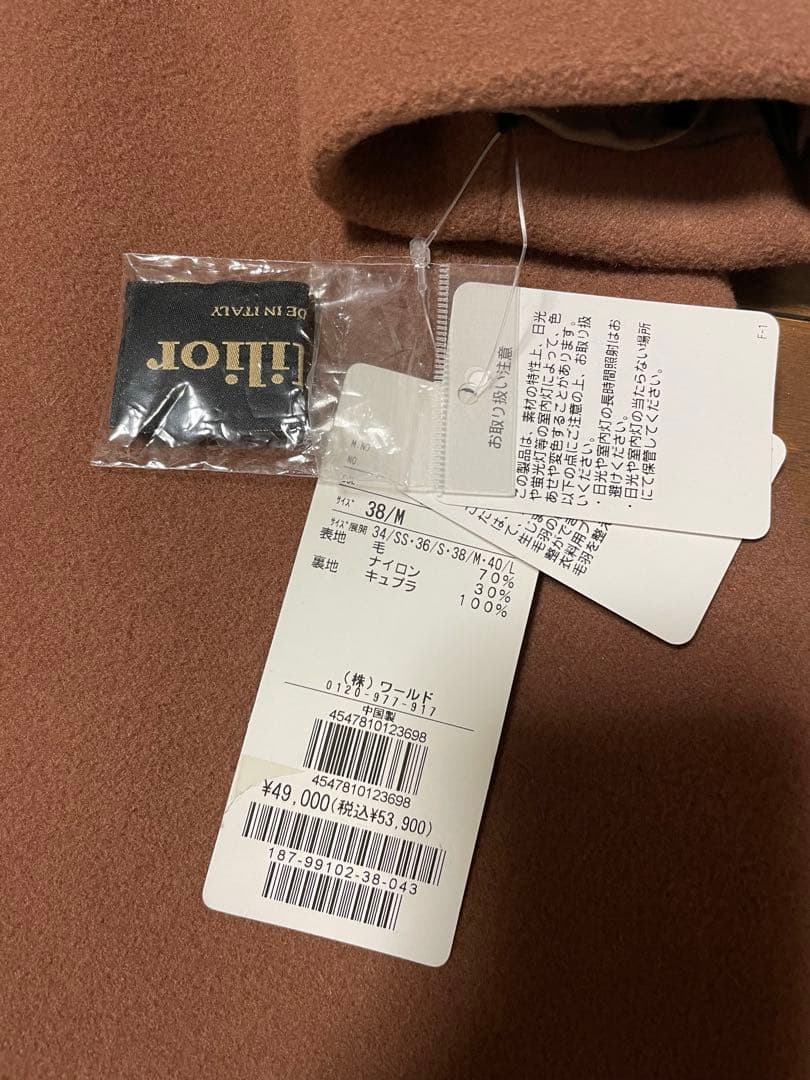 DE IN ITALY
ilior
お取り扱い注意
この製品は、素材の特性上、日光
や蛍光灯等の室内灯によって、色
あせや変色することがあります。
以下の点にご注意の上、お取り扱
いください。
・日光や室内灯の長時間照射はお
避けください。
・日光や室内灯の当たらない場所
にて保管してください。
F-1
M.NO
NO
サイズ 38/M
サイズ展開 34/SS・36/S・38/M・40/L
表地 毛 70%
ナイロン 30%
裏地 キュプラ 100%
(株)ワールド
0120-977-917
中国製
4547810123698
4547810123698
¥49,000(税込¥53,900)
187-99102-38-043